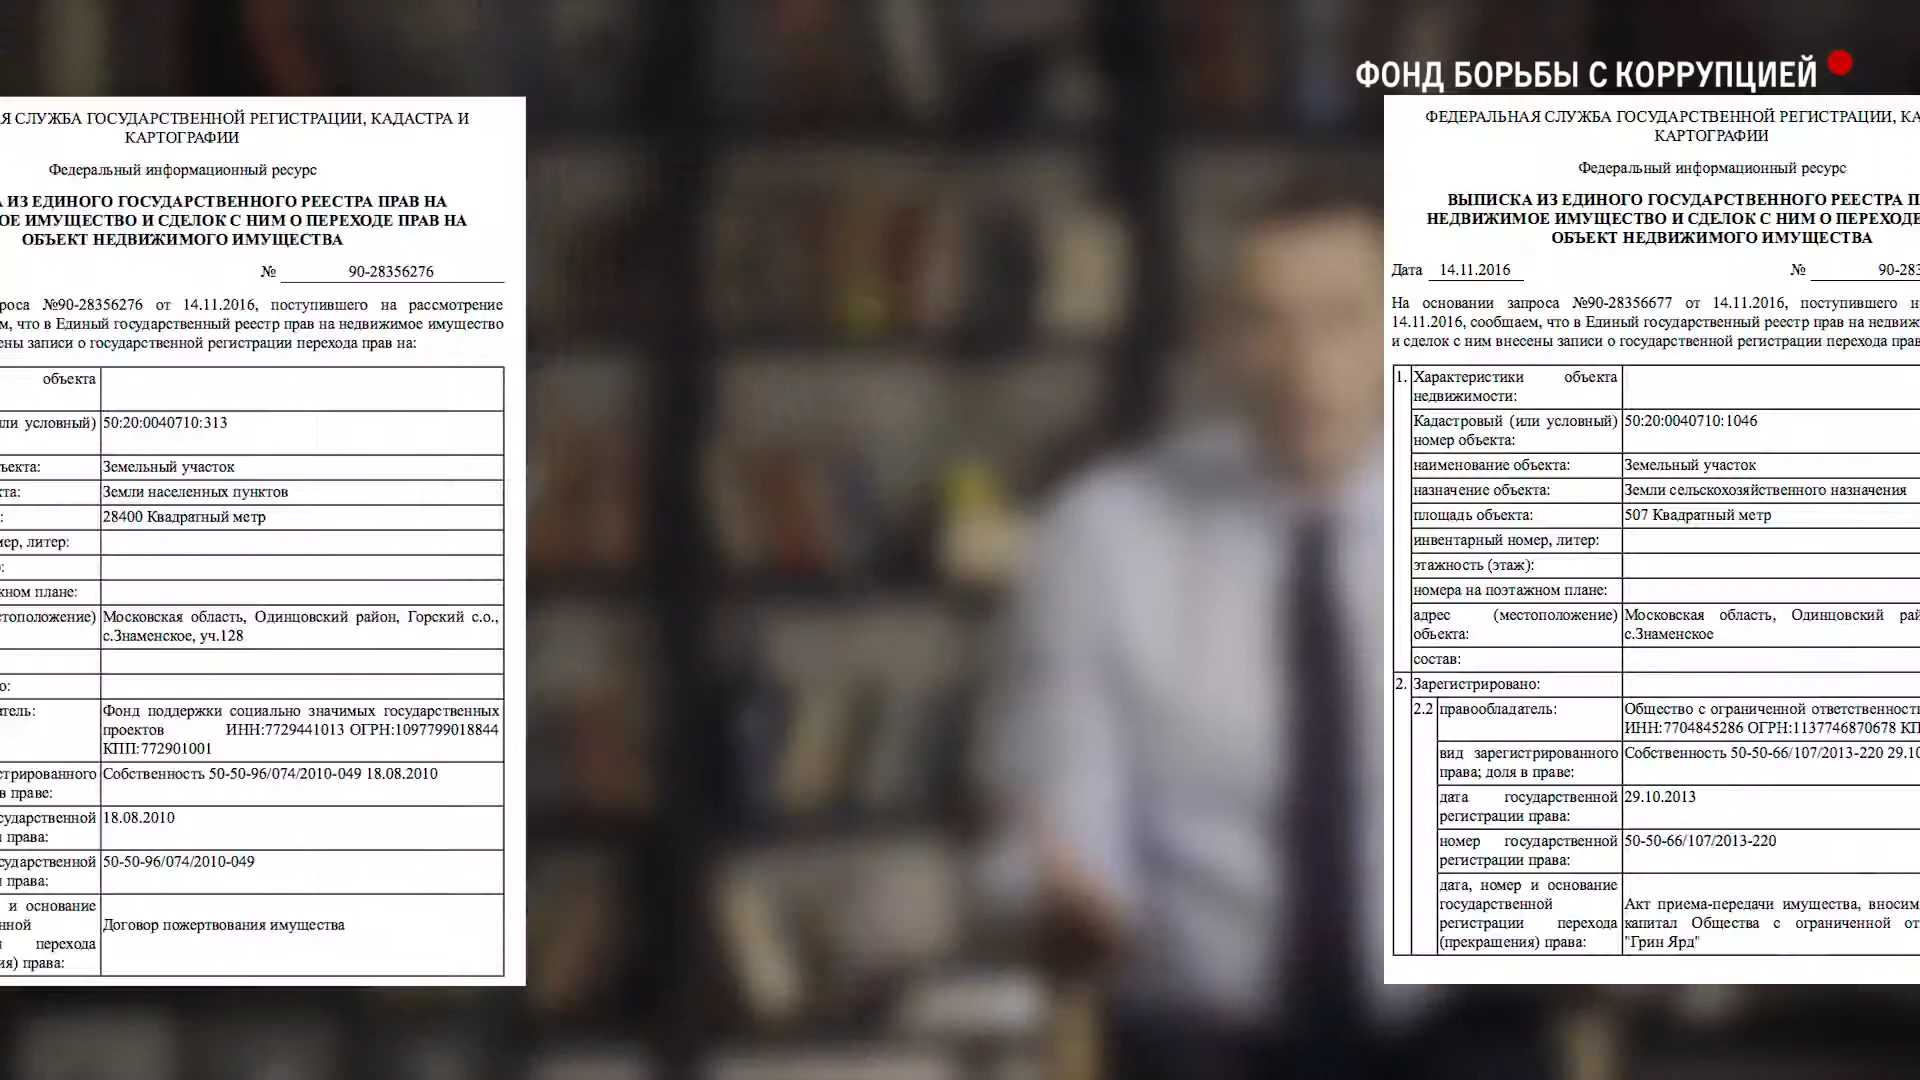 ФОНД БОРЬБЫ С КОРРУПЦИЕЙ
Я СЛУЖБА ГОСУДАРСТВЕННОЙ РЕГИСТРАЦИИ, КАДАСТРА И
КАРТОГРАФИИ
Федеральный информационный ресурс
А ИЗ ЕДИНОГО ГОСУДАРСТВЕННОГО РЕЕСТРА ПРАВ НА
ОЕ ИМУЩЕСТВО И СДЕЛОК С НИМ О ПЕРЕХОДЕ ПРАВ НА
ОБЪЕКТ НЕДВИЖИМОГО ИМУЩЕСТВА
№ 90-28356276
роса №90-28356276 от 14.11.2016, поступившего на рассмотрение
м, что в Единый государственный реестр прав на недвижимое имущество
ены записи о государственной регистрации перехода прав на:
объекта
ли условный) 50:20:0040710:313
ъекта: Земельный участок
кта: Земли населенных пунктов
: 28400 Квадратный метр
мер, литер:
:
жном плане:
стоположение) Московская область, Одинцовский район, Горский с.о.,
с.Знаменское, уч.128
о:
атель: Фонд поддержки социально значимых государственных
проектов ИНН:7729441013 ОГРН:1097799018844
КПП:772901001
стрированного Собственность 50-50-96/074/2010-049 18.08.2010
в праве:
сударственной 18.08.2010
права:
сударственной 50-50-96/074/2010-049
права:
и основание
нной Договор пожертвования имущества
перехода
ия) права:
ФЕДЕРАЛЬНАЯ СЛУЖБА ГОСУДАРСТВЕННОЙ РЕГИСТРАЦИИ, КА
КАРТОГРАФИИ
Федеральный информационный ресурс
ВЫПИСКА ИЗ ЕДИНОГО ГОСУДАРСТВЕННОГО РЕЕСТРА П
НЕДВИЖИМОЕ ИМУЩЕСТВО И СДЕЛОК С НИМ О ПЕРЕХОДЕ
ОБЪЕКТ НЕДВИЖИМОГО ИМУЩЕСТВА
Дата 14.11.2016 № 90-283
На основании запроса №90-28356677 от 14.11.2016, поступившего н
14.11.2016, сообщаем, что в Единый государственный реестр прав на недвиж
и сделок с ним внесены записи о государственной регистрации перехода прав
1. Характеристики объекта
недвижимости:
Кадастровый (или условный) 50:20:0040710:1046
номер объекта:
наименование объекта: Земельный участок
назначение объекта: Земли сельскохозяйственного назначения
площадь объекта: 507 Квадратный метр
инвентарный номер, литер:
этажность (этаж):
номера на поэтажном плане:
адрес (местоположение) Московская область, Одинцовский рай
объекта: с.Знаменское
состав:
2. Зарегистрировано:
2.2 правообладатель: Общество с ограниченной ответственность
ИНН:7704845286 ОГРН:1137746870678 КП
вид зарегистрированного Собственность 50-50-66/107/2013-220 29.10
права; доля в праве:
дата государственной 29.10.2013
регистрации права:
номер государственной 50-50-66/107/2013-220
регистрации права:
дата, номер и основание
государственной Акт приема-передачи имущества, вносим
регистрации перехода капитал Общества с ограниченной от
(прекращения) права: "Грин Ярд"